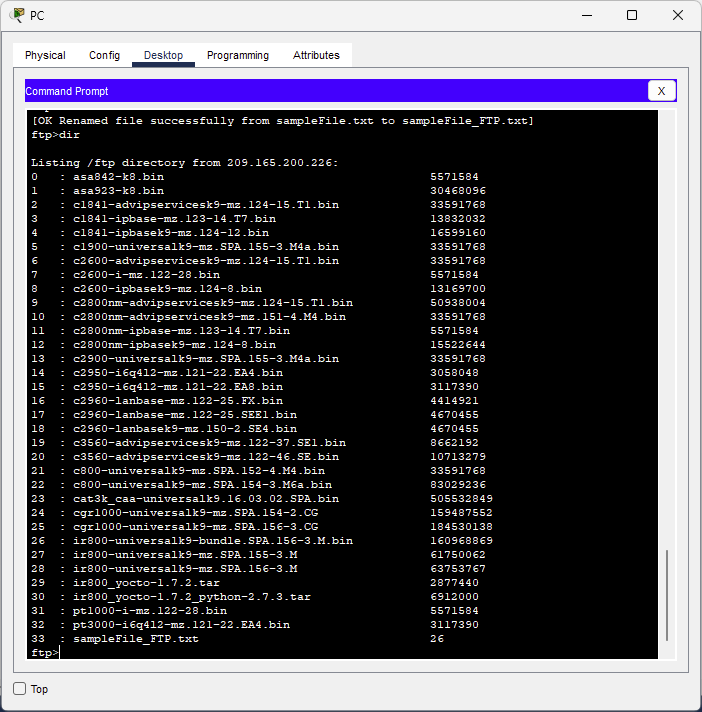 PC
Physical Config Desktop Programming Attributes
Command Prompt X
[OK Renamed file successfully from sampleFile.txt to sampleFile_FTP.txt]
ftp>dir
Listing /ftp directory from 209.165.200.226:
0 : asa842-k8.bin 5571584
1 : asa923-k8.bin 30468096
2 : c1841-advipservicesk9-mz.124-15.T1.bin 33591768
3 : c1841-ipbase-mz.123-14.T7.bin 13832032
4 : c1841-ipbasek9-mz.124-12.bin 16599160
5 : c1900-universalk9-mz.SPA.155-3.M4a.bin 33591768
6 : c2600-advipservicesk9-mz.124-15.T1.bin 33591768
7 : c2600-i-mz.122-28.bin 5571584
8 : c2600-ipbasek9-mz.124-8.bin 13169700
9 : c2800nm-advipservicesk9-mz.124-15.T1.bin 50938004
10 : c2800nm-advipservicesk9-mz.151-4.M4.bin 33591768
11 : c2800nm-ipbase-mz.123-14.T7.bin 5571584
12 : c2800nm-ipbasek9-mz.124-8.bin 15522644
13 : c2900-universalk9-mz.SPA.155-3.M4a.bin 33591768
14 : c2950-i6q4l2-mz.121-22.EA4.bin 3058048
15 : c2950-i6q4l2-mz.121-22.EA8.bin 3117390
16 : c2960-lanbase-mz.122-25.FX.bin 4414921
17 : c2960-lanbase-mz.122-25.SEE1.bin 4670455
18 : c2960-lanbasek9-mz.150-2.SE4.bin 4670455
19 : c3560-advipservicesk9-mz.122-37.SE1.bin 8662192
20 : c3560-advipservicesk9-mz.122-46.SE.bin 10713279
21 : c800-universalk9-mz.SPA.152-4.M4.bin 33591768
22 : c800-universalk9-mz.SPA.154-3.M6a.bin 83029236
23 : cat3k_caa-universalk9.16.03.02.SPA.bin 505532849
24 : cgr1000-universalk9-mz.SPA.154-2.CG 159487552
25 : cgr1000-universalk9-mz.SPA.156-3.CG 184530138
26 : ir800-universalk9-bundle.SPA.156-3.M.bin 160968869
27 : ir800-universalk9-mz.SPA.155-3.M 61750062
28 : ir800-universalk9-mz.SPA.156-3.M 63753767
29 : ir800_yocto-1.7.2.tar 2877440
30 : ir800_yocto-1.7.2_python-2.7.3.tar 6912000
31 : pt1000-i-mz.122-28.bin 5571584
32 : pt3000-i6q4l2-mz.121-22.EA4.bin 3117390
33 : sampleFile_FTP.txt 26
ftp>
Top